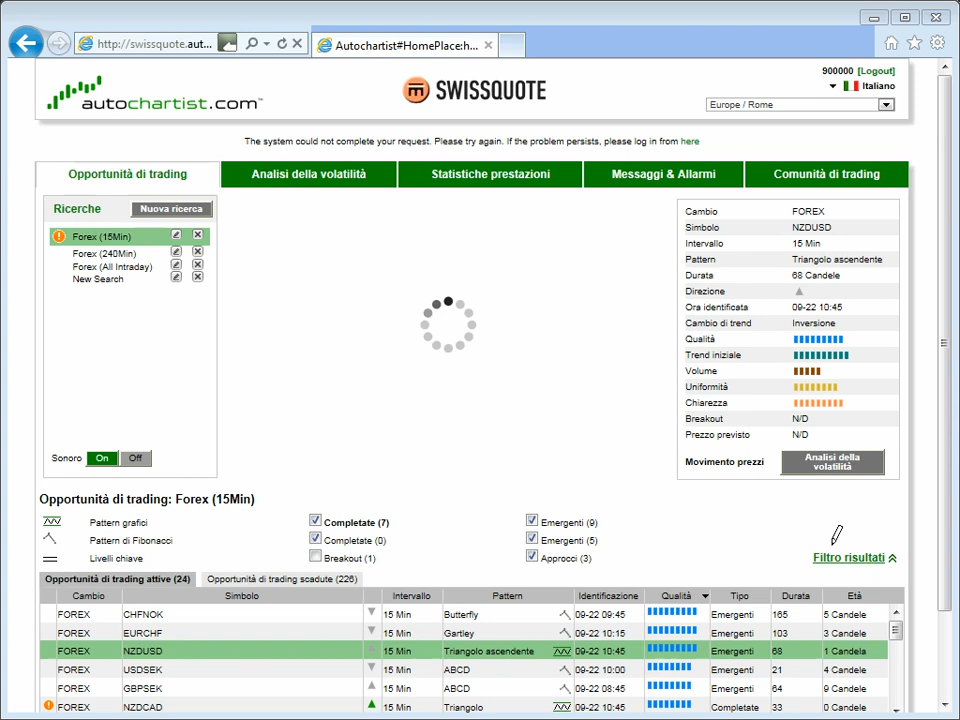 http://swissquote.aut...
Autochartist#HomePlace:h...
autochartist.com™
SWISSQUOTE
900000 [Logout]
Italiano
Europe / Rome
The system could not complete your request. Please try again. If the problem persists, please log in from here
Opportunità di trading
Analisi della volatilità
Statistiche prestazioni
Messaggi & Allarmi
Comunità di trading
Ricerche
Nuova ricerca
Forex (15Min)
Forex (240Min)
Forex (All Intraday)
New Search
Sonoro On Off
Cambio FOREX
Simbolo NZDUSD
Intervallo 15 Min
Pattern Triangolo ascendente
Durata 68 Candele
Direzione
Ora identificata 09-22 10:45
Cambio di trend Inversione
Qualità
Trend iniziale
Volume
Uniformità
Chiarezza
Breakout N/D
Prezzo previsto N/D
Movimento prezzi
Analisi della
volatilità
Opportunità di trading: Forex (15Min)
Pattern grafici Completate (7) Emergenti (9)
Pattern di Fibonacci Completate (0) Emergenti (5)
Livelli chiave Breakout (1) Approcci (3)
Filtro risultati
Opportunità di trading attive (24) Opportunità di trading scadute (226)
Cambio Simbolo Intervallo Pattern Identificazione Qualità Tipo Durata Età
FOREX CHFNOK 15 Min Butterfly 09-22 09:45 Emergenti 165 5 Candele
FOREX EURCHF 15 Min Gartley 09-22 10:15 Emergenti 103 3 Candele
FOREX NZDUSD 15 Min Triangolo ascendente 09-22 10:45 Emergenti 68 1 Candele
FOREX USDSEK 15 Min ABCD 09-22 10:00 Emergenti 21 4 Candele
FOREX GBPSEK 15 Min ABCD 09-22 08:45 Emergenti 64 9 Candele
FOREX NZDCAD 15 Min Triangolo 09-22 10:45 Completate 33 0 Candele